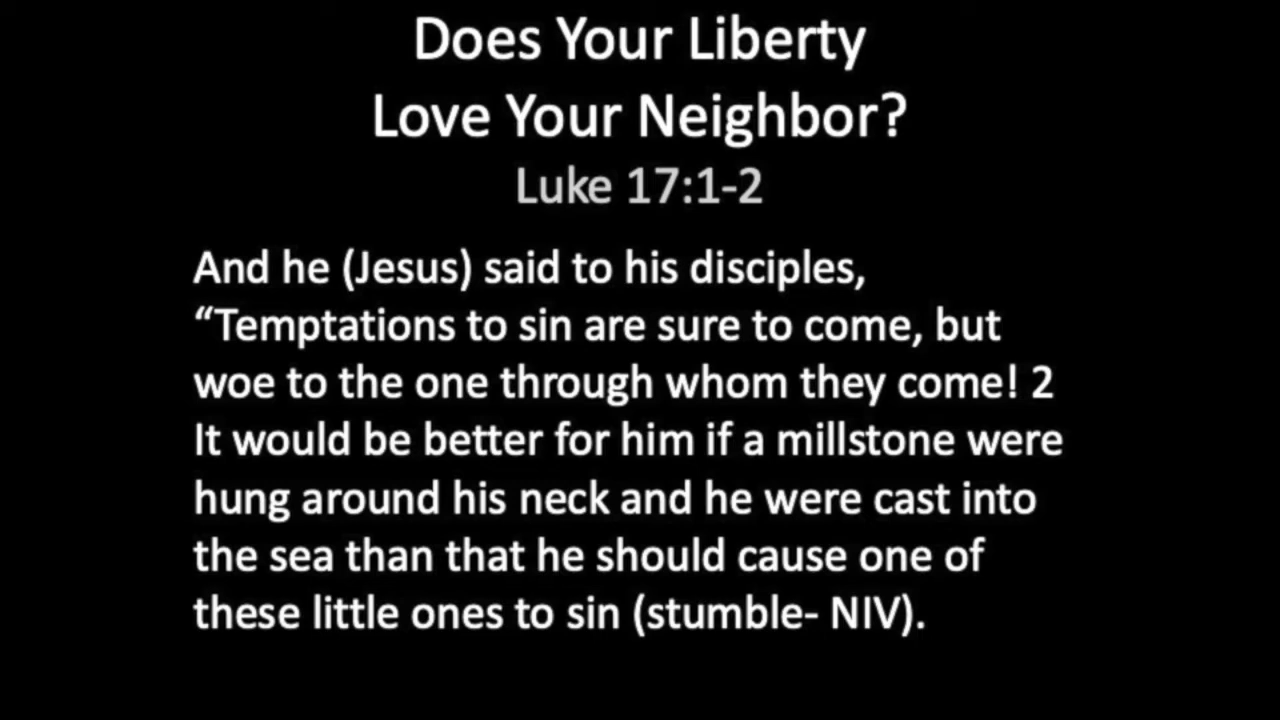 Does Your Liberty
Love Your Neighbor?
Luke 17:1-2
And he (Jesus) said to his disciples,
“Temptations to sin are sure to come, but
woe to the one through whom they come! 2
It would be better for him if a millstone were
hung around his neck and he were cast into
the sea than that he should cause one of
these little ones to sin (stumble- NIV).